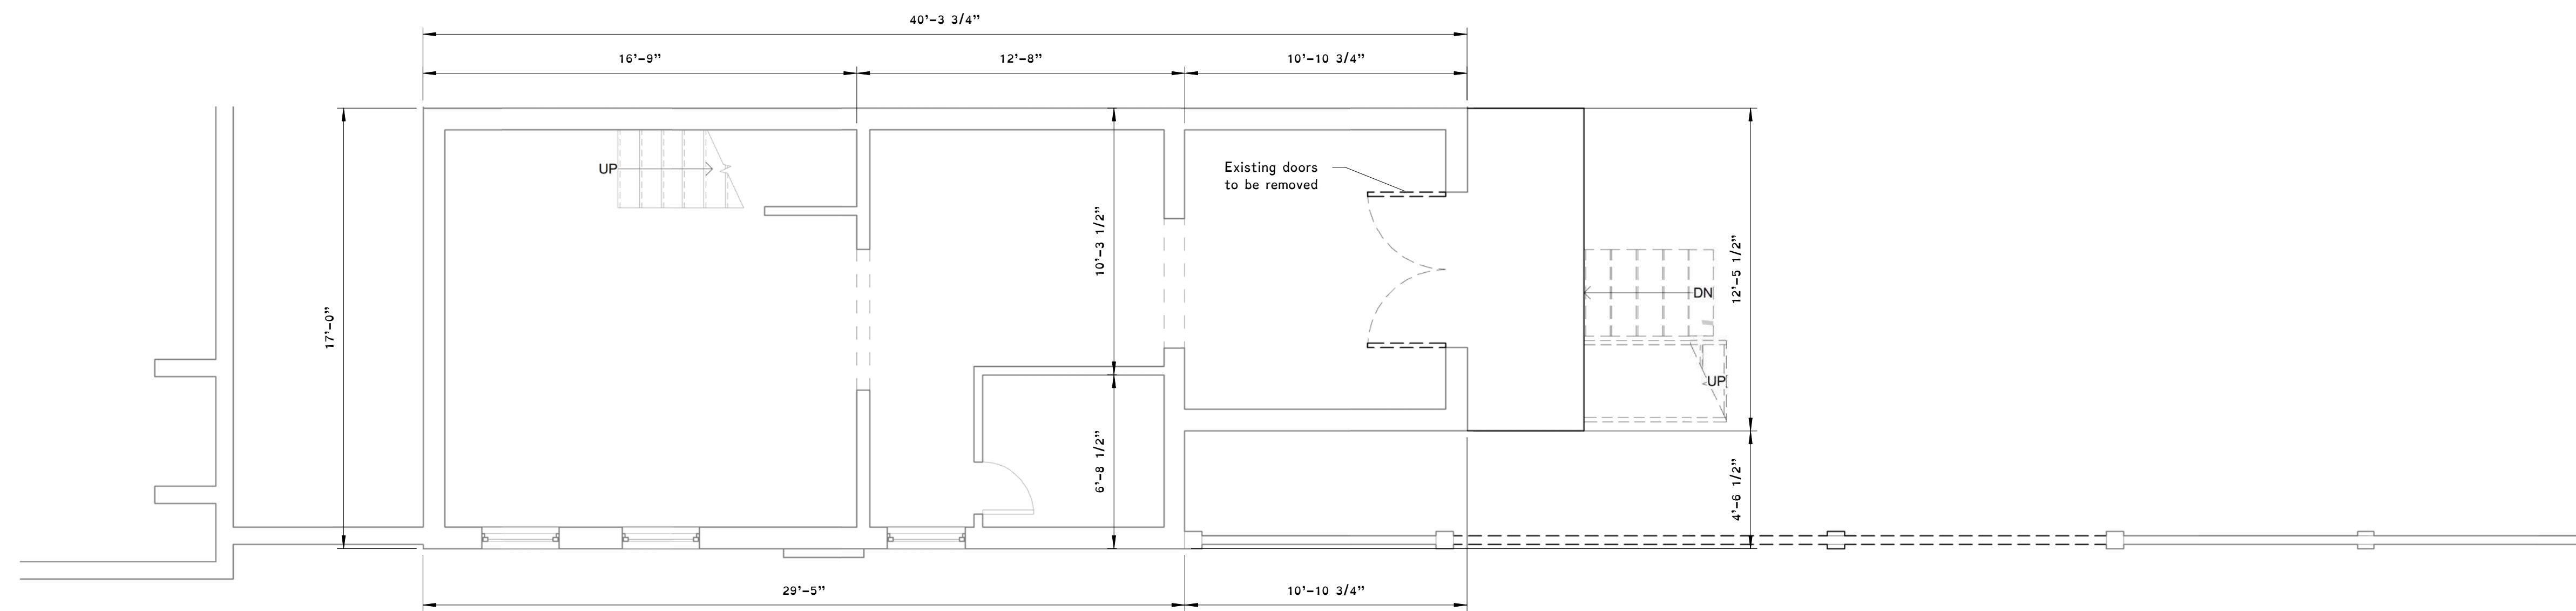 40'-3 3/4"
16'-9"
12'-8"
10'-10 3/4"
UP
Existing doors
to be removed
17'-0"
10'-3 1/2"
12'-5 1/2"
DN
UP
6'-8 1/2"
4'-6 1/2"
29'-5"
10'-10 3/4"